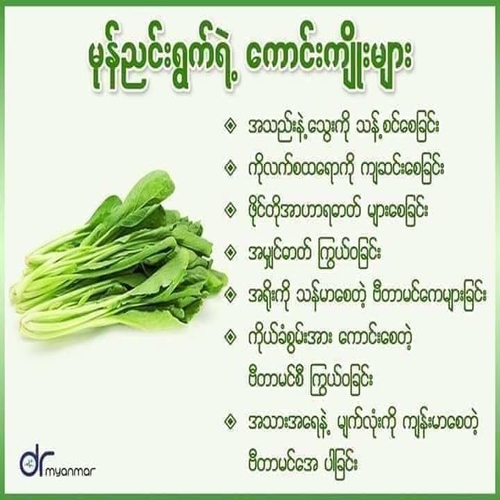 မုန်ညင်းရွက်ရဲ့ ကောင်းကျိုးများ
❖ အသည်းနဲ့ သွေးကို သန့်စင်စေခြင်း
❖ ကိုလက်စထရောကို ကျဆင်းစေခြင်း
❖ ဖိုင်တိုအာဟာရဓာတ် များစေခြင်း
❖ အမျှင်ဓာတ် ကြွယ်ဝခြင်း
❖ အရိုးကို သန်မာစေတဲ့ ဗီတာမင်ကေများခြင်း
❖ ကိုယ်ခံစွမ်းအား ကောင်းစေတဲ့
ဗီတာမင်စီ ကြွယ်ဝခြင်း
❖ အသားအရေနဲ့ မျက်လုံးကို ကျန်းမာစေတဲ့
ဗီတာမင်အေ ပါခြင်း
dr myanmar